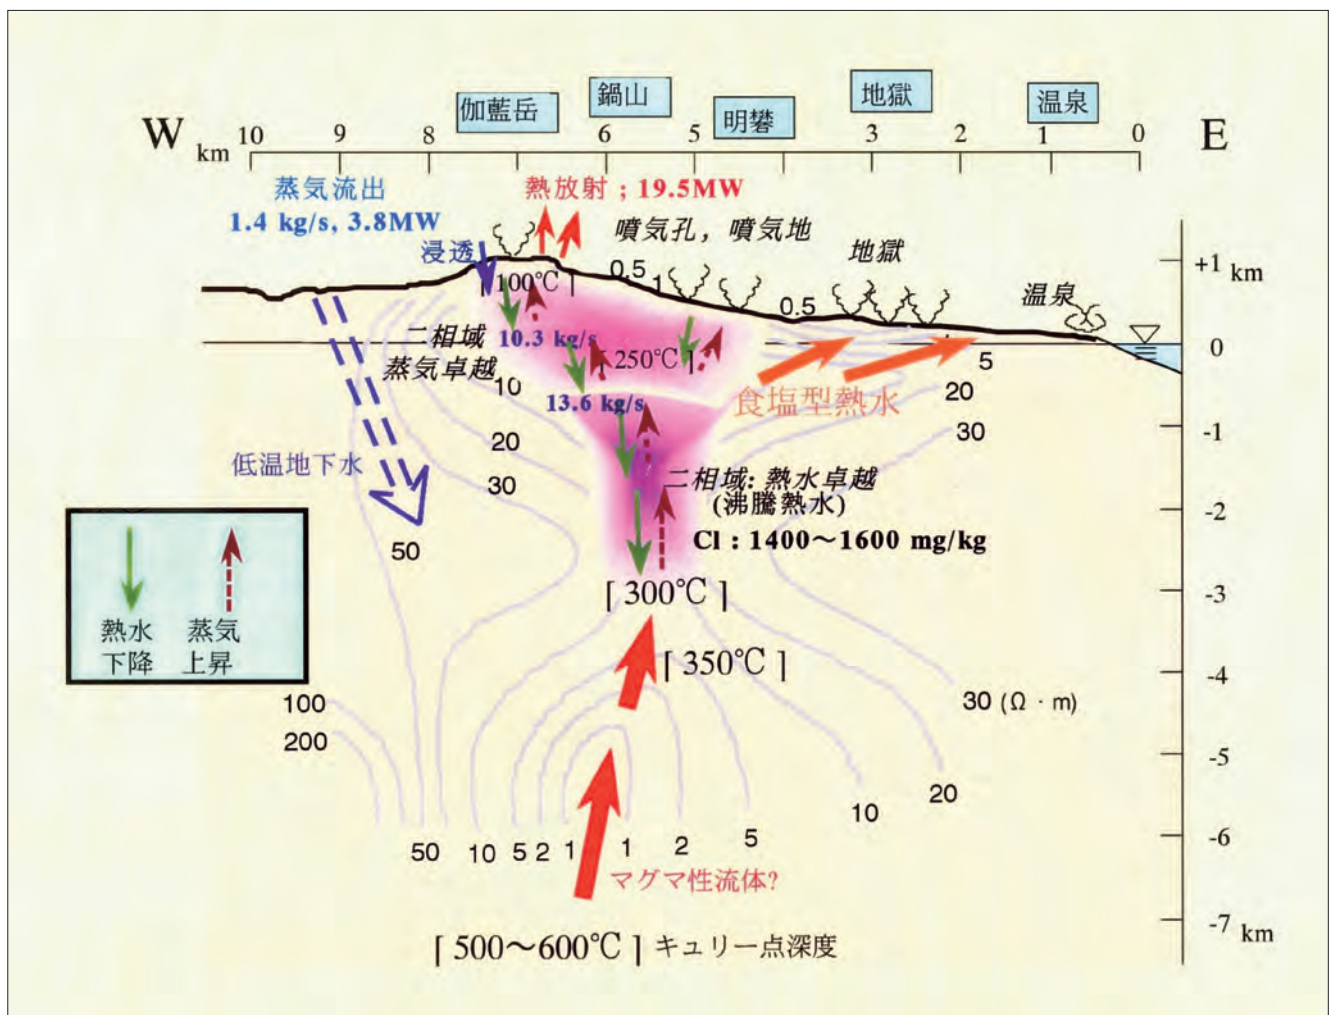 伽藍岳
鍋山
明礬
地獄
温泉
W km 10 9 8 6 5 3 2 1 0 E
蒸気流出
1.4 kg/s, 3.8MW
熱放射 ; 19.5MW
浸透
噴気孔，噴気地
地獄
温泉
+1 km
[100℃]
0.5
1
0.5
二相域
蒸気卓越
10.3 kg/s
[250℃]
13.6 kg/s
0
5
10
20
食塩型熱水
-1
20
30
30
低温地下水
50
二相域: 熱水卓越
(沸騰熱水)
Cl : 1400～1600 mg/kg
-2
熱水
下降
蒸気
上昇
[300℃]
-3
[350℃]
-4
100
200
30 (Ω · m)
-5
20
10
50 10 5 2 1 1 2 5
-6
マグマ性流体?
[500～600℃] キュリー点深度
-7 km